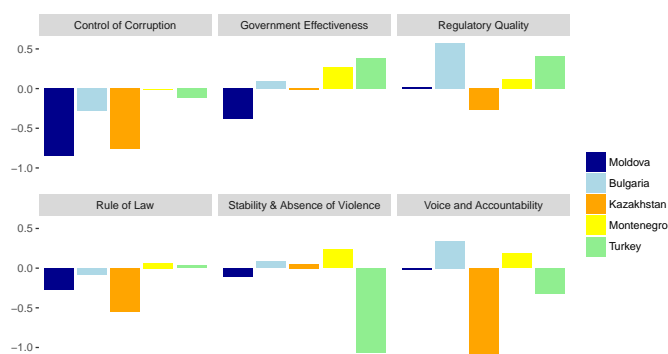 Control of Corruption Government Effectiveness Regulatory Quality
0.5
0.0
−0.5
−1.0
Rule of Law Stability & Absence of Violence Voice and Accountability
0.5
0.0
−0.5
−1.0
Moldova
Bulgaria
Kazakhstan
Montenegro
Turkey